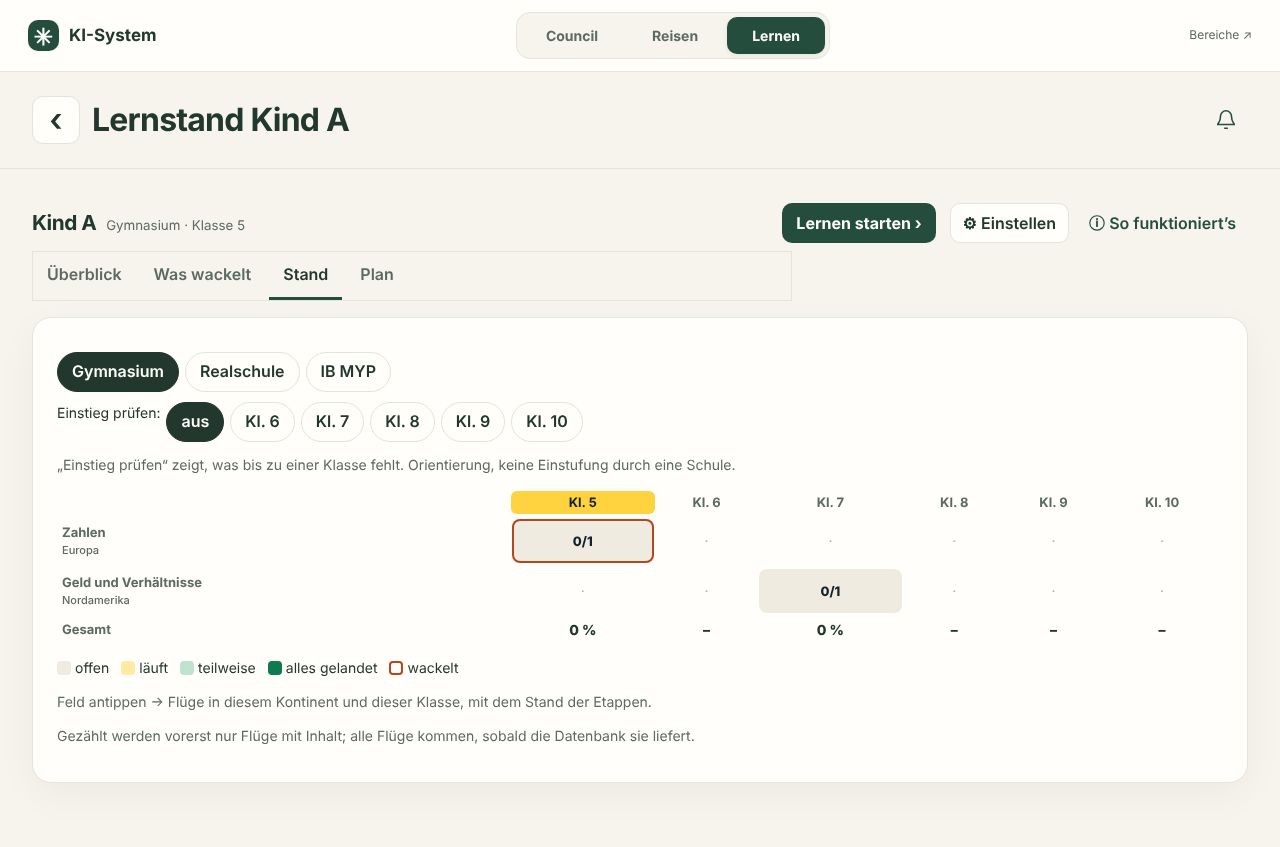 KI-System
Council Reisen Lernen
Bereiche ↗
‹ Lernstand Kind A
Kind A Gymnasium · Klasse 5
Lernen starten › ⚙ Einstellen ⓘ So funktioniert’s
Überblick Was wackelt Stand Plan
Gymnasium Realschule IB MYP
Einstieg prüfen: aus Kl. 6 Kl. 7 Kl. 8 Kl. 9 Kl. 10
„Einstieg prüfen“ zeigt, was bis zu einer Klasse fehlt. Orientierung, keine Einstufung durch eine Schule.
Kl. 5 Kl. 6 Kl. 7 Kl. 8 Kl. 9 Kl. 10
Zahlen
Europa
0/1 · · · · ·
Geld und Verhältnisse
Nordamerika
· · 0/1 · · ·
Gesamt 0 % – 0 % – – –
offen läuft teilweise alles gelandet wackelt
Feld antippen → Flüge in diesem Kontinent und dieser Klasse, mit dem Stand der Etappen.
Gezählt werden vorerst nur Flüge mit Inhalt; alle Flüge kommen, sobald die Datenbank sie liefert.